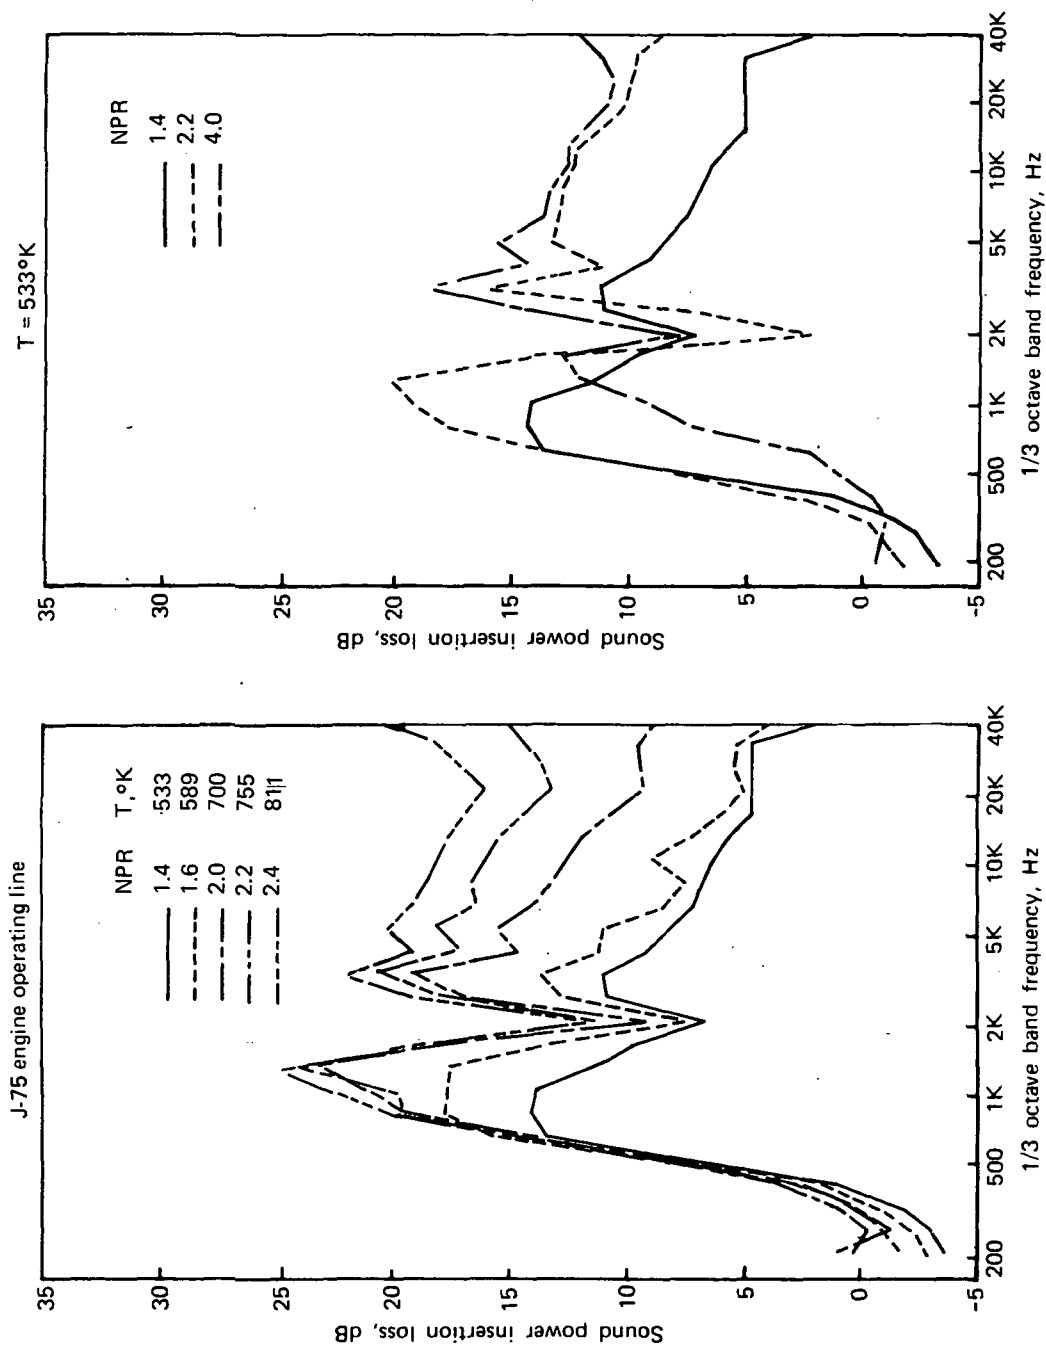 J-75 engine operating line
NPR T,°K
1.4 533
1.6 589
2.0 700
2.2 755
2.4 811
Sound power insertion loss, dB
35
30
25
20
15
10
5
0
-5
200 500 1K 2K 5K 10K 20K 40K
1/3 octave band frequency, Hz
T = 533°K
NPR
1.4
2.2
4.0
Sound power insertion loss, dB
35
30
25
20
15
10
5
0
-5
200 500 1K 2K 5K 10K 20K 40K
1/3 octave band frequency, Hz